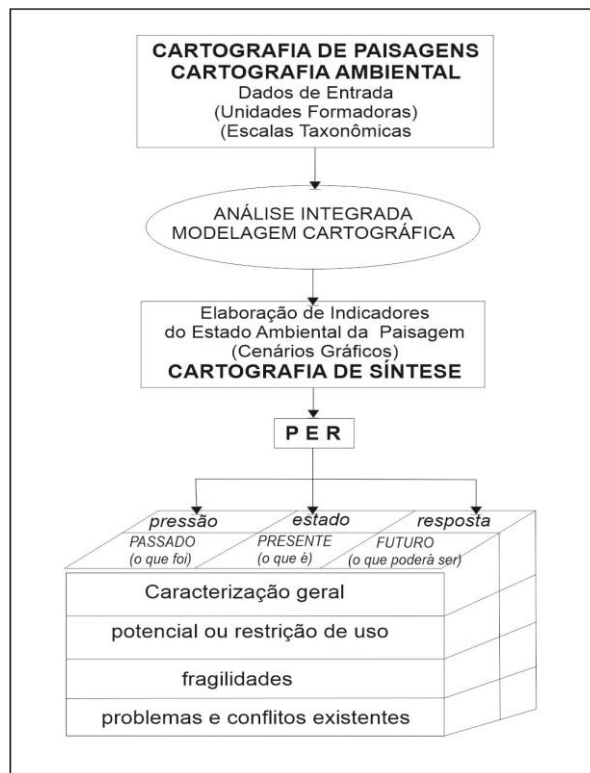 CARTOGRAFIA DE PAISAGENS
CARTOGRAFIA AMBIENTAL
Dados de Entrada
(Unidades Formadoras)
(Escalas Taxonômicas
ANÁLISE INTEGRADA
MODELAGEM CARTOGRÁFICA
Elaboração de Indicadores
do Estado Ambiental da Paisagem
(Cenários Gráficos)
CARTOGRAFIA DE SÍNTESE
P E R
pressão estado resposta
PASSADO PRESENTE FUTURO
(o que foi) (o que é) (o que poderá ser)
Caracterização geral
potencial ou restrição de uso
fragilidades
problemas e conflitos existentes